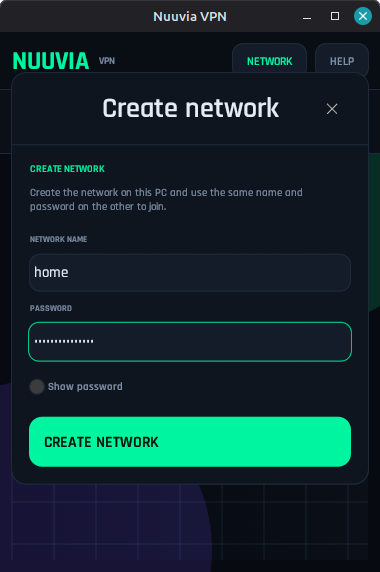 Nuuvia VPN
NUUVIA VPN NETWORK HELP
Create network
CREATE NETWORK
Create the network on this PC and use the same name and
password on the other to join.
NETWORK NAME
home
PASSWORD
Show password
CREATE NETWORK